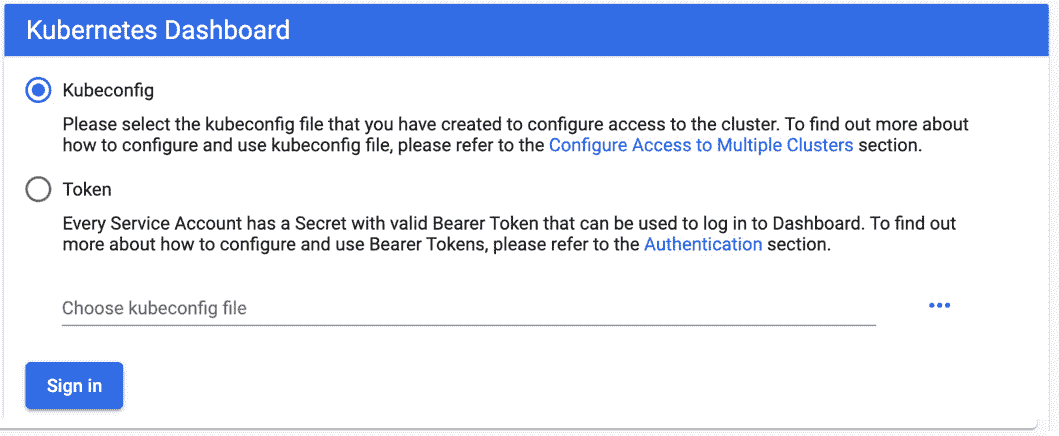 Kubernetes Dashboard
Kubeconfig
Please select the kubeconfig file that you have created to configure access to the cluster. To find out more about
how to configure and use kubeconfig file, please refer to the Configure Access to Multiple Clusters section.
Token
Every Service Account has a Secret with valid Bearer Token that can be used to log in to Dashboard. To find out
more about how to configure and use Bearer Tokens, please refer to the Authentication section.
Choose kubeconfig file
Sign in